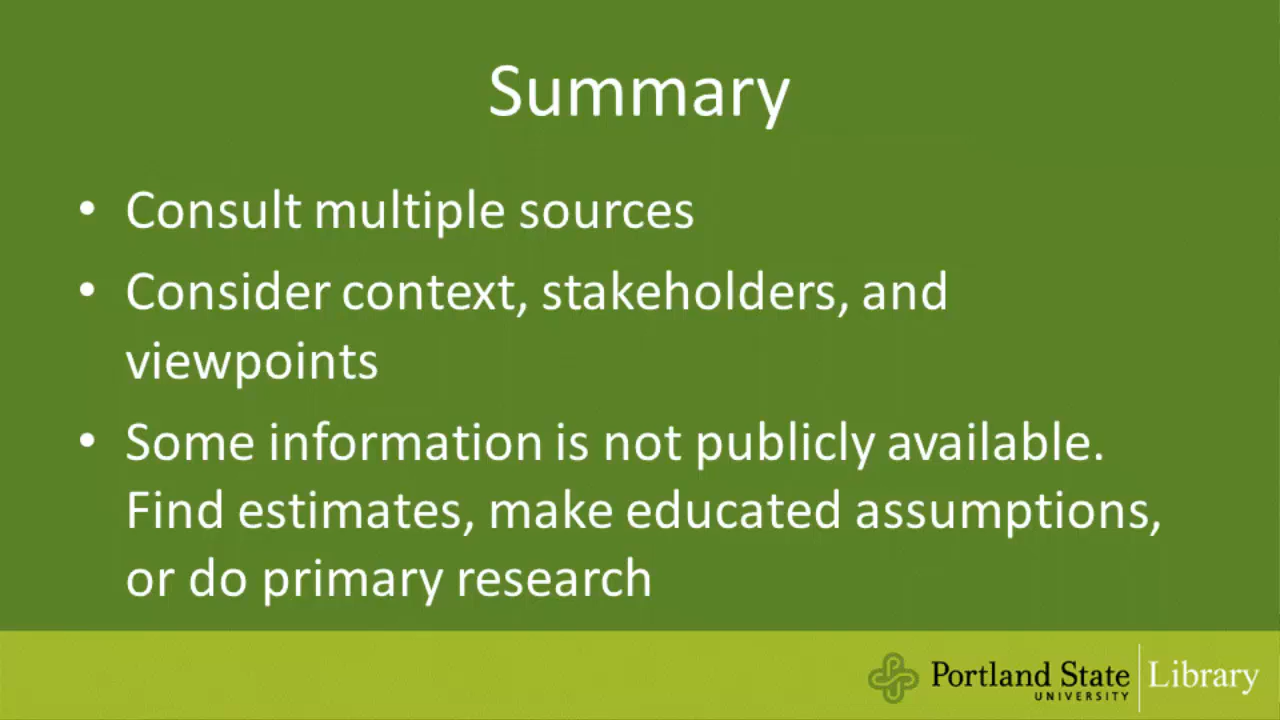 Summary
• Consult multiple sources
• Consider context, stakeholders, and
viewpoints
• Some information is not publicly available.
Find estimates, make educated assumptions,
or do primary research
Portland State Library
UNIVERSITY